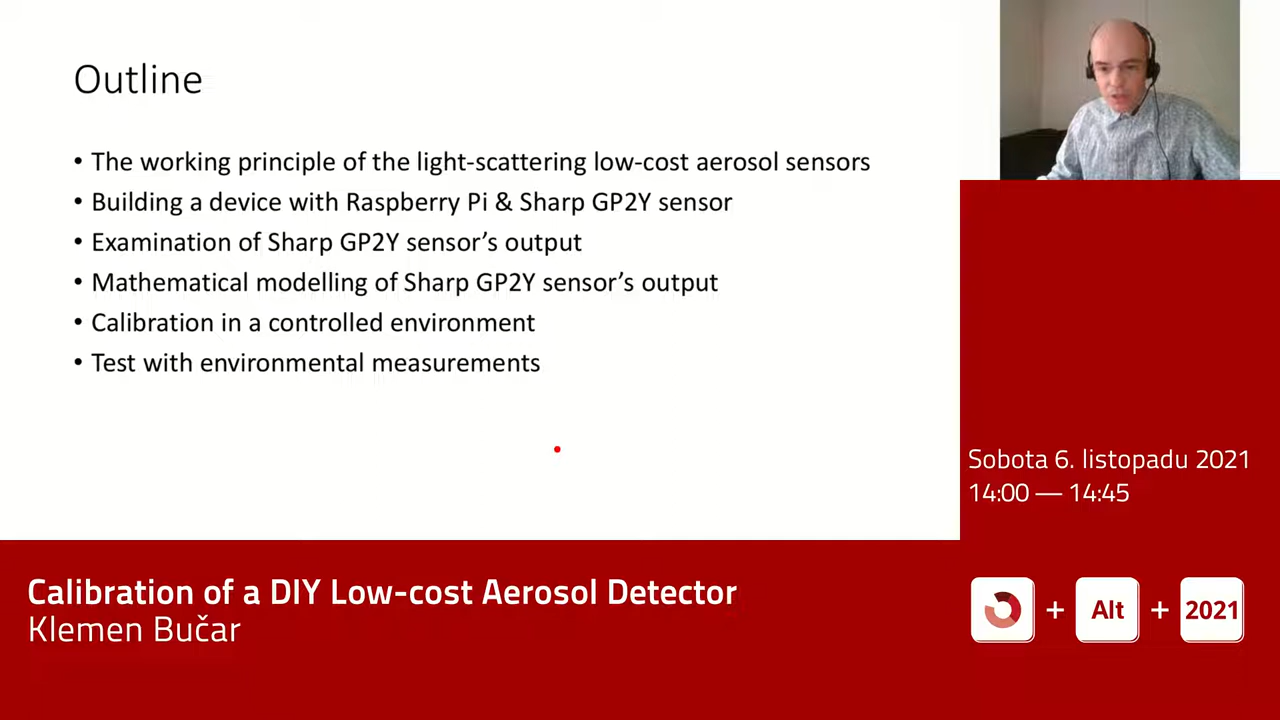 Outline
• The working principle of the light-scattering low-cost aerosol sensors
• Building a device with Raspberry Pi & Sharp GP2Y sensor
• Examination of Sharp GP2Y sensor’s output
• Mathematical modelling of Sharp GP2Y sensor’s output
• Calibration in a controlled environment
• Test with environmental measurements
Sobota 6. listopadu 2021
14:00 — 14:45
Calibration of a DIY Low-cost Aerosol Detector
Klemen Bučar
+ Alt + 2021